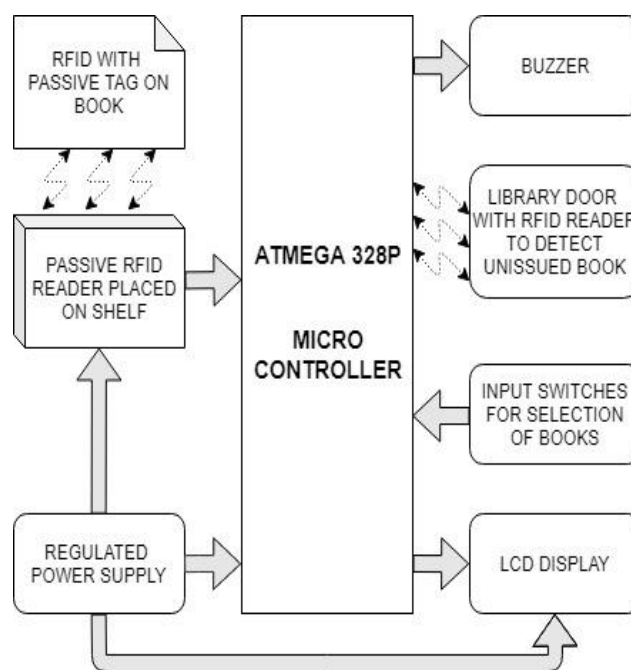 RFID WITH
PASSIVE TAG ON
BOOK
PASSIVE RFID
READER PLACED
ON SHELF
REGULATED
POWER SUPPLY
ATMEGA 328P
MICRO
CONTROLLER
BUZZER
LIBRARY DOOR
WITH RFID READER
TO DETECT
UNISSUED BOOK
INPUT SWITCHES
FOR SELECTION
OF BOOKS
LCD DISPLAY